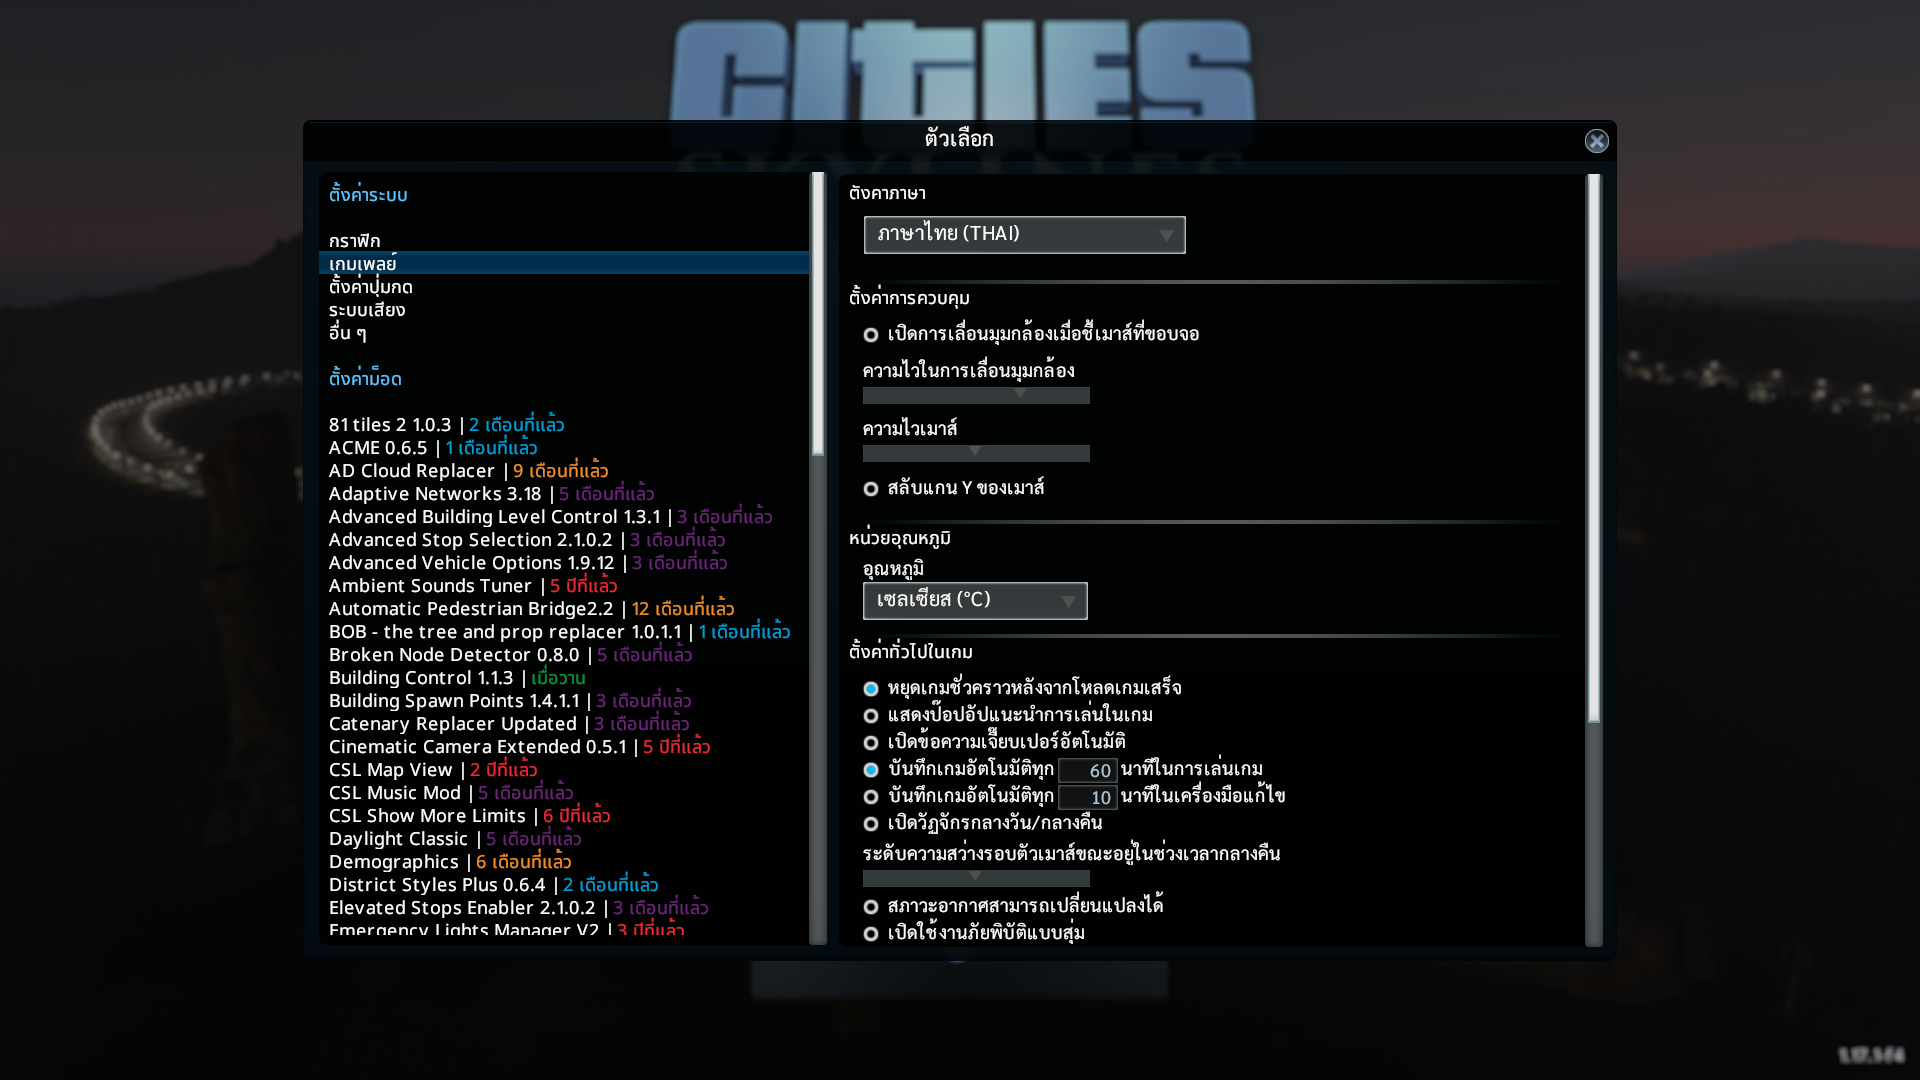 CITIES
SKYLINES
ตัวเลือก
ตั้งค่าระบบ
กราฟิก
เกมเพลย์
ตั้งค่าปุ่มกด
ระบบเสียง
อื่น ๆ
ตั้งค่าม็อด
81 tiles 2 1.0.3 | 2 เดือนที่แล้ว
ACME 0.6.5 | 1 เดือนที่แล้ว
AD Cloud Replacer | 9 เดือนที่แล้ว
Adaptive Networks 3.18 | 5 เดือนที่แล้ว
Advanced Building Level Control 1.3.1 | 3 เดือนที่แล้ว
Advanced Stop Selection 2.1.0.2 | 3 เดือนที่แล้ว
Advanced Vehicle Options 1.9.12 | 3 เดือนที่แล้ว
Ambient Sounds Tuner | 5 ปีที่แล้ว
Automatic Pedestrian Bridge2.2 | 12 เดือนที่แล้ว
BOB - the tree and prop replacer 1.0.1.1 | 1 เดือนที่แล้ว
Broken Node Detector 0.8.0 | 5 เดือนที่แล้ว
Building Control 1.1.3 | เมื่อวาน
Building Spawn Points 1.4.1.1 | 3 เดือนที่แล้ว
Catenary Replacer Updated | 3 เดือนที่แล้ว
Cinematic Camera Extended 0.5.1 | 5 ปีที่แล้ว
CSL Map View | 2 ปีที่แล้ว
CSL Music Mod | 5 เดือนที่แล้ว
CSL Show More Limits | 6 ปีที่แล้ว
Daylight Classic | 5 เดือนที่แล้ว
Demographics | 6 เดือนที่แล้ว
District Styles Plus 0.6.4 | 2 เดือนที่แล้ว
Elevated Stops Enabler 2.1.0.2 | 3 เดือนที่แล้ว
Emergency Lights Manager V2 | 3 ปีที่แล้ว
ตั้งค่าภาษา
ภาษาไทย (THAI)
ตั้งค่าการควบคุม
เปิดการเลื่อนมุมกล้องเมื่อชี้เมาส์ที่ขอบจอ
ความไวในการเลื่อนมุมกล้อง
ความไวเมาส์
สลับแกน Y ของเมาส์
หน่วยอุณหภูมิ
อุณหภูมิ
เซลเซียส (°C)
ตั้งค่าทั่วไปในเกม
หยุดเกมชั่วคราวหลังจากโหลดเกมเสร็จ
แสดงป๊อปอัปแนะนำการเล่นในเกม
เปิดข้อความเจี๊ยบเปอร์อัตโนมัติ
บันทึกเกมอัตโนมัติทุก 60 นาทีในการเล่นเกม
บันทึกเกมอัตโนมัติทุก 10 นาทีในเครื่องมือแก้ไข
เปิดวัฏจักรกลางวัน/กลางคืน
ระดับความสว่างรอบตัวเมาส์ขณะอยู่ในช่วงเวลากลางคืน
สภาวะอากาศสามารถเปลี่ยนแปลงได้
เปิดใช้งานภัยพิบัติแบบสุ่ม